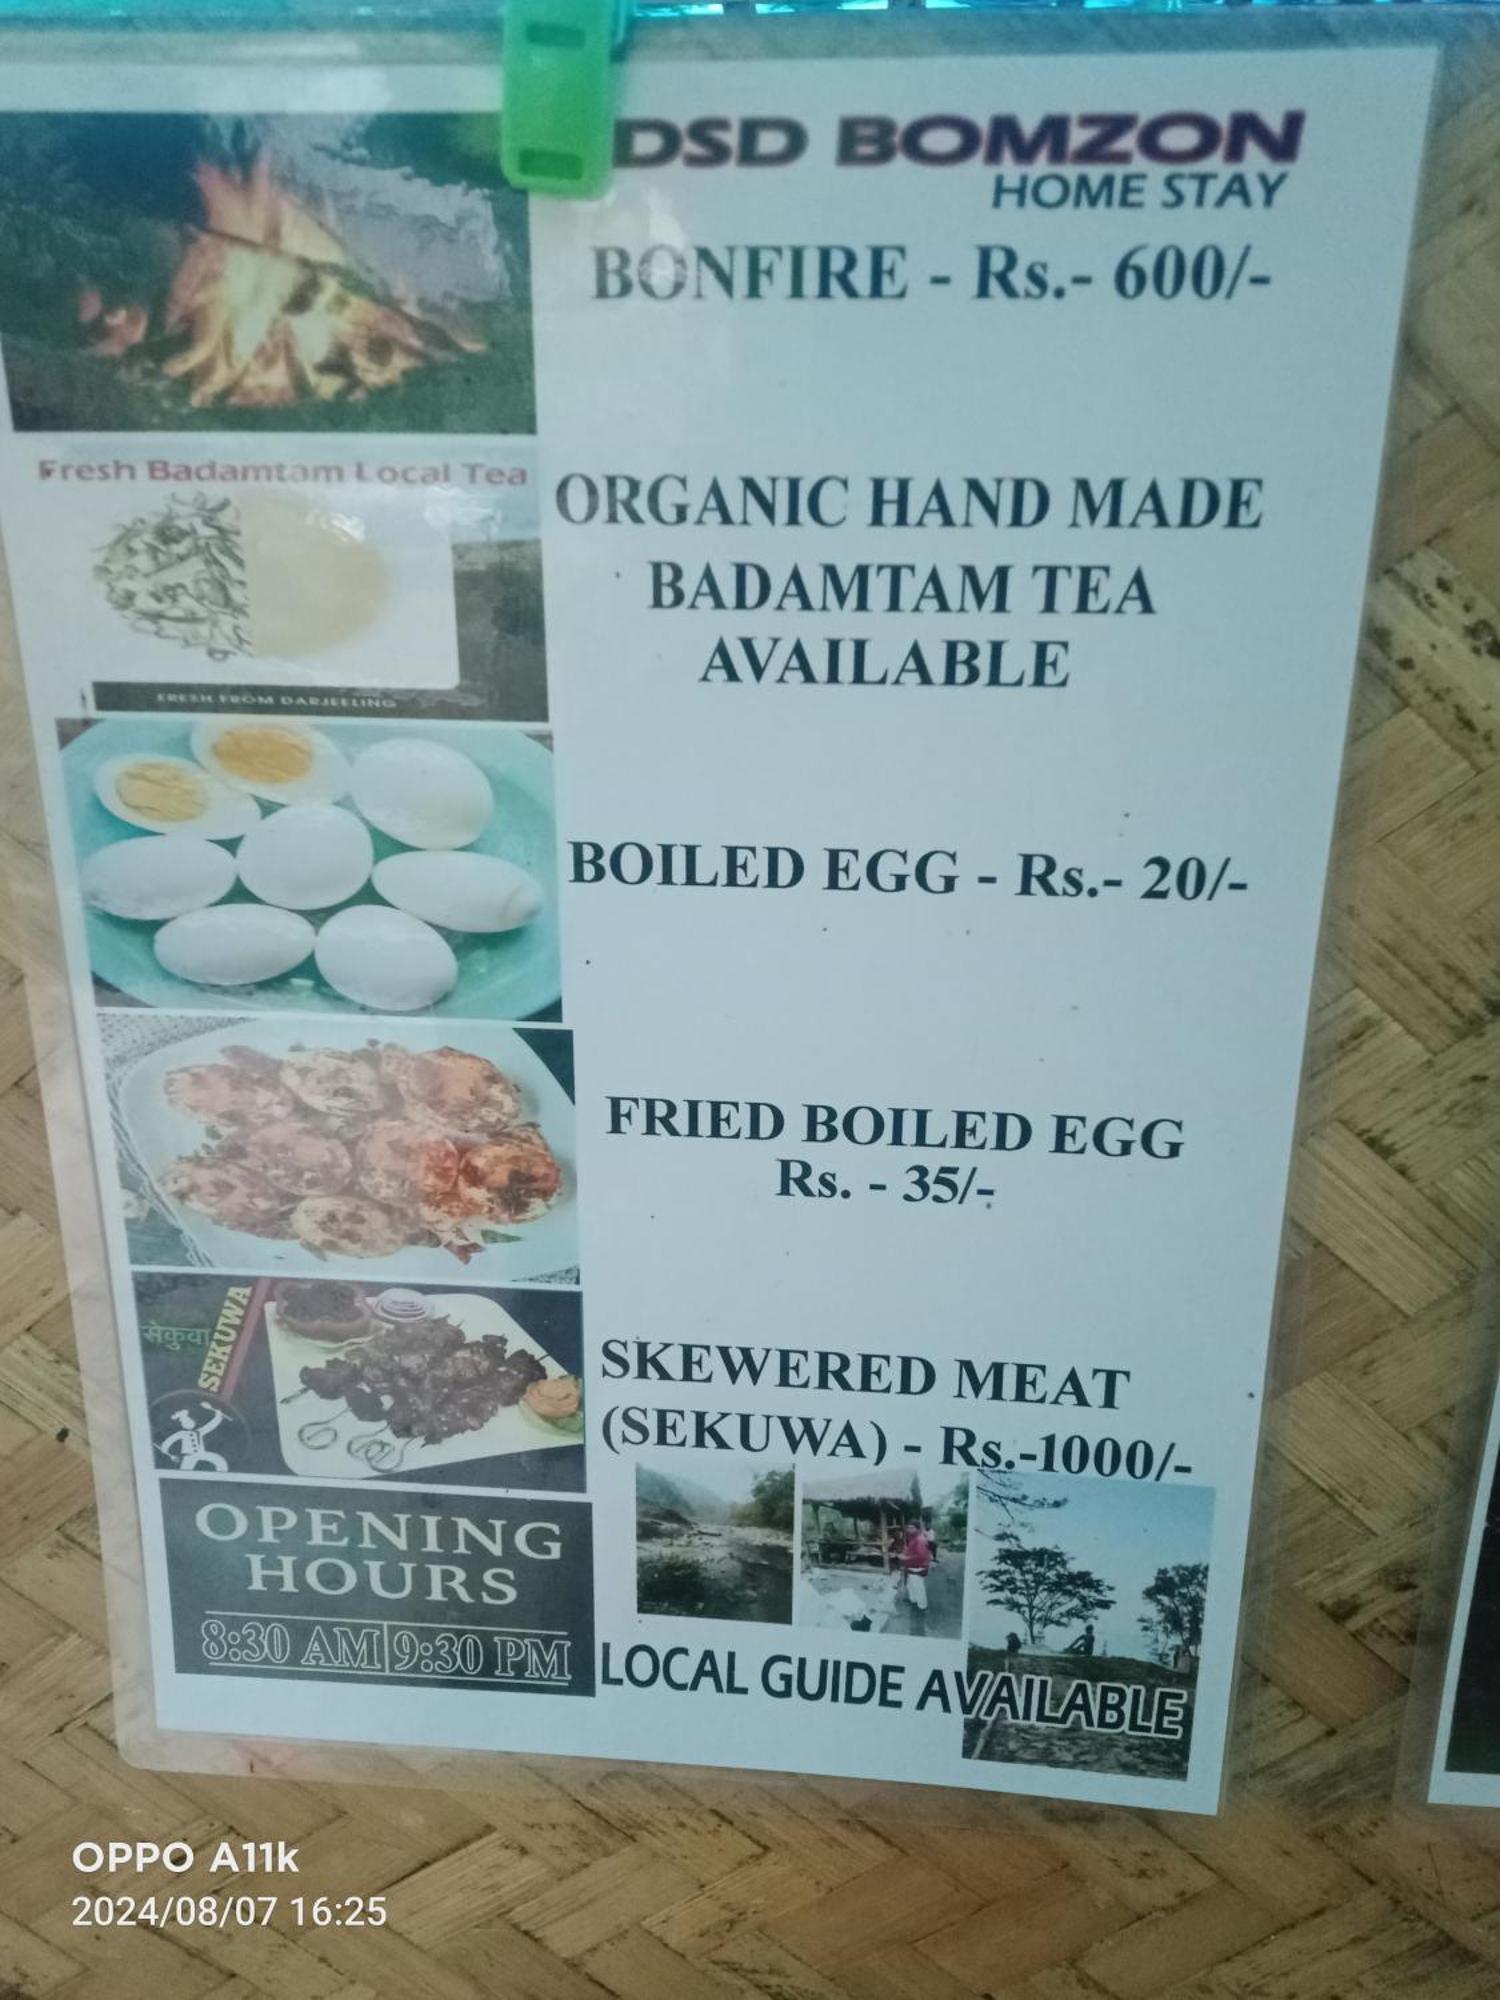 DSD BOMZON
HOME STAY
BONFIRE - Rs.- 600/-
Fresh Badamtam Local Tea
ORGANIC HAND MADE
BADAMTAM TEA
AVAILABLE
FRESH FROM DARJEELING
BOILED EGG - Rs.- 20/-
FRIED BOILED EGG
Rs. - 35/-
सेकुवा
SEKUWA
SKEWERED MEAT
(SEKUWA) - Rs.-1000/-
OPENING
HOURS
8:30 AM|9:30 PM
LOCAL GUIDE AVAILABLE
OPPO A11k
2024/08/07 16:25